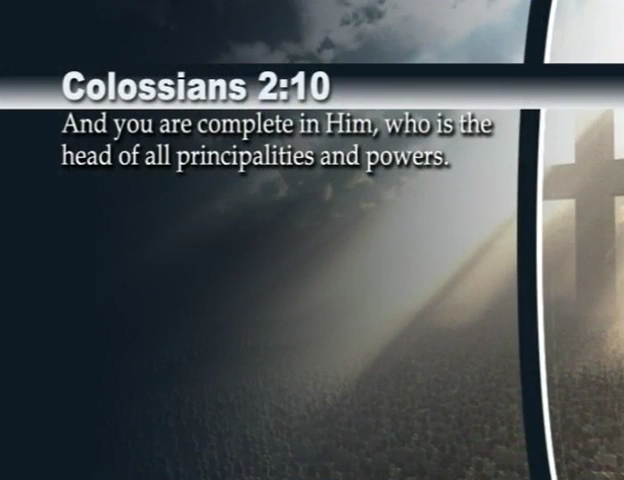 Colossians 2:10
And you are complete in Him, who is the
head of all principalities and powers.